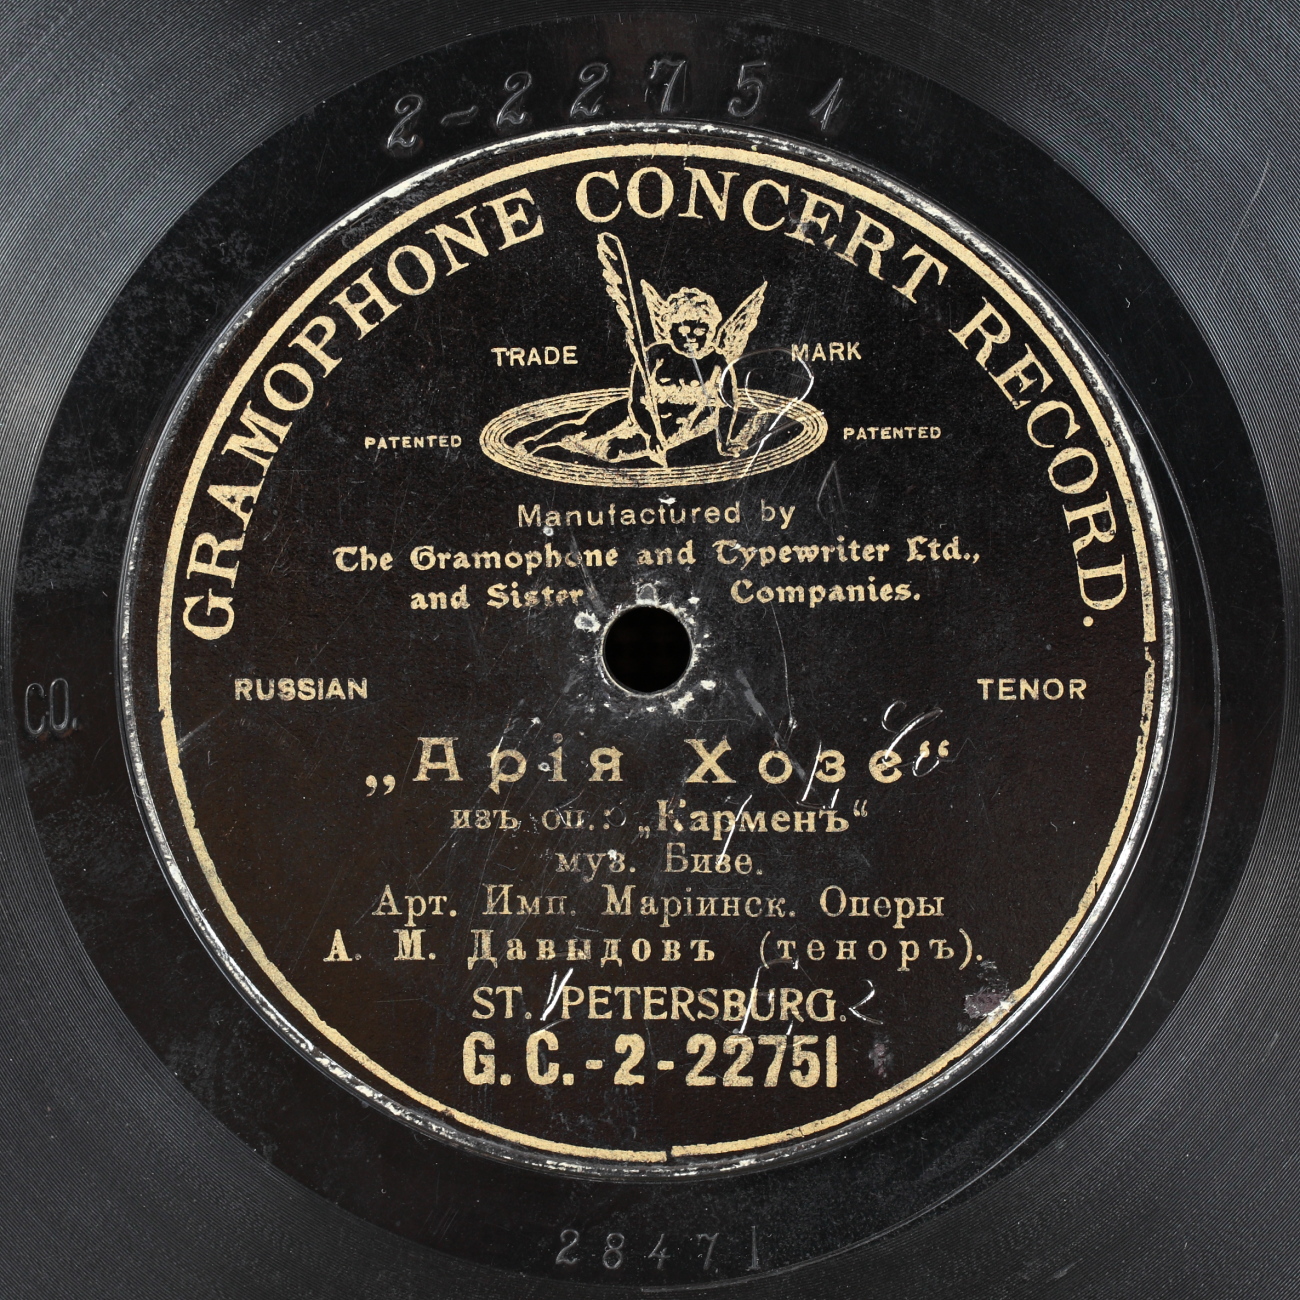 2-22751
GRAMOPHONE CONCERT RECORD.
TRADE MARK
PATENTED PATENTED
Manufactured by
The Gramophone and Typewriter Ltd.,
and Sister Companies.
CO.
RUSSIAN TENOR
„Арія Хозе“
изъ оп.: „Карменъ“
муз. Бизе.
Арт. Имп. Маріинск. Оперы
А. М. Давыдовъ (теноръ).
ST. PETERSBURG.
G.C.-2-22751
28471